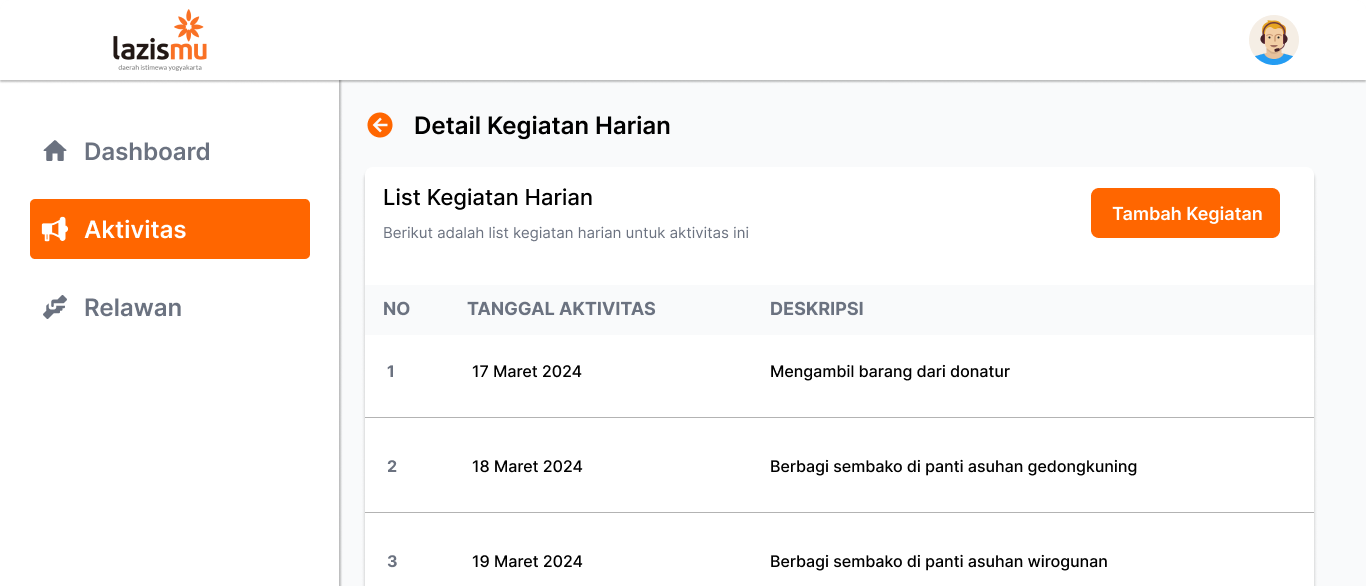 lazismu
daerah istimewa yogyakarta
Dashboard
Aktivitas
Relawan
Detail Kegiatan Harian
List Kegiatan Harian
Berikut adalah list kegiatan harian untuk aktivitas ini
Tambah Kegiatan
NO TANGGAL AKTIVITAS DESKRIPSI
1 17 Maret 2024 Mengambil barang dari donatur
2 18 Maret 2024 Berbagi sembako di panti asuhan gedongkuning
3 19 Maret 2024 Berbagi sembako di panti asuhan wirogunan